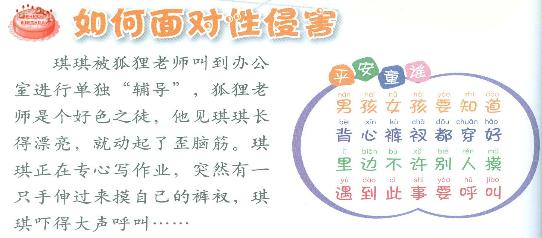 如何面对性侵害
琪琪被狐狸老师叫到办公
室进行单独“辅导”，狐狸老
师是个好色之徒，他见琪琪长
得漂亮，就动起了歪脑筋。琪
琪正在专心写作业，突然有一
只手伸过来摸自己的裤衩，琪
琪吓得大声呼叫……
平安童谣
nán hái nǚ hái yào zhī dào
男孩女孩要知道
bèi xīn kù chà dōu chuān hǎo
背心裤衩都穿好
lǐ biān bù xǔ bié rén mō
里边不许别人摸
yù dào cǐ shì yào hū jiào
遇到此事要呼叫